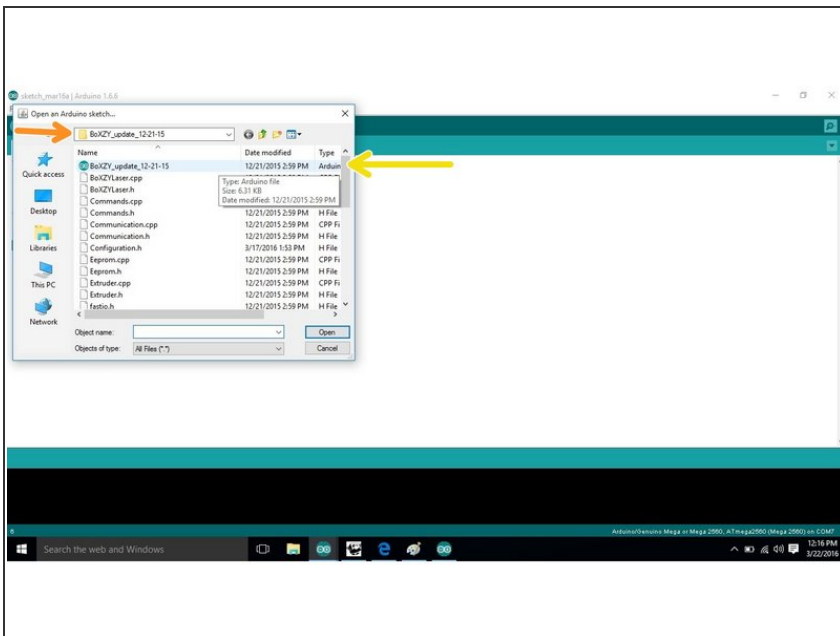 sketch_mar16a | Arduino 1.6.6
Open an Arduino sketch...
BoXZY_update_12-21-15
Name Date modified Type
BoXZY_update_12-21-15 12/21/2015 2:59 PM Arduin
BoXZYLaser.cpp
BoXZYLaser.h
Commands.cpp
Type: Arduino file
Size: 6.31 KB
Date modified: 12/21/2015 2:59 PM
Commands.h 12/21/2015 2:59 PM H File
Communication.cpp 12/21/2015 2:59 PM CPP Fi
Communication.h 12/21/2015 2:59 PM H File
Configuration.h 3/17/2016 1:53 PM H File
Eeprom.cpp 12/21/2015 2:59 PM CPP Fi
Eeprom.h 12/21/2015 2:59 PM H File
Extruder.cpp 12/21/2015 2:59 PM CPP Fi
Extruder.h 12/21/2015 2:59 PM H File
fastio.h 12/21/2015 2:59 PM H File
Quick access
Desktop
Libraries
This PC
Network
Object name: Open
Objects of type: All Files (*.*) Cancel
6 Arduino/Genuino Mega or Mega 2560, ATmega2560 (Mega 2560) on COM7
Search the web and Windows
12:16 PM
3/22/2016